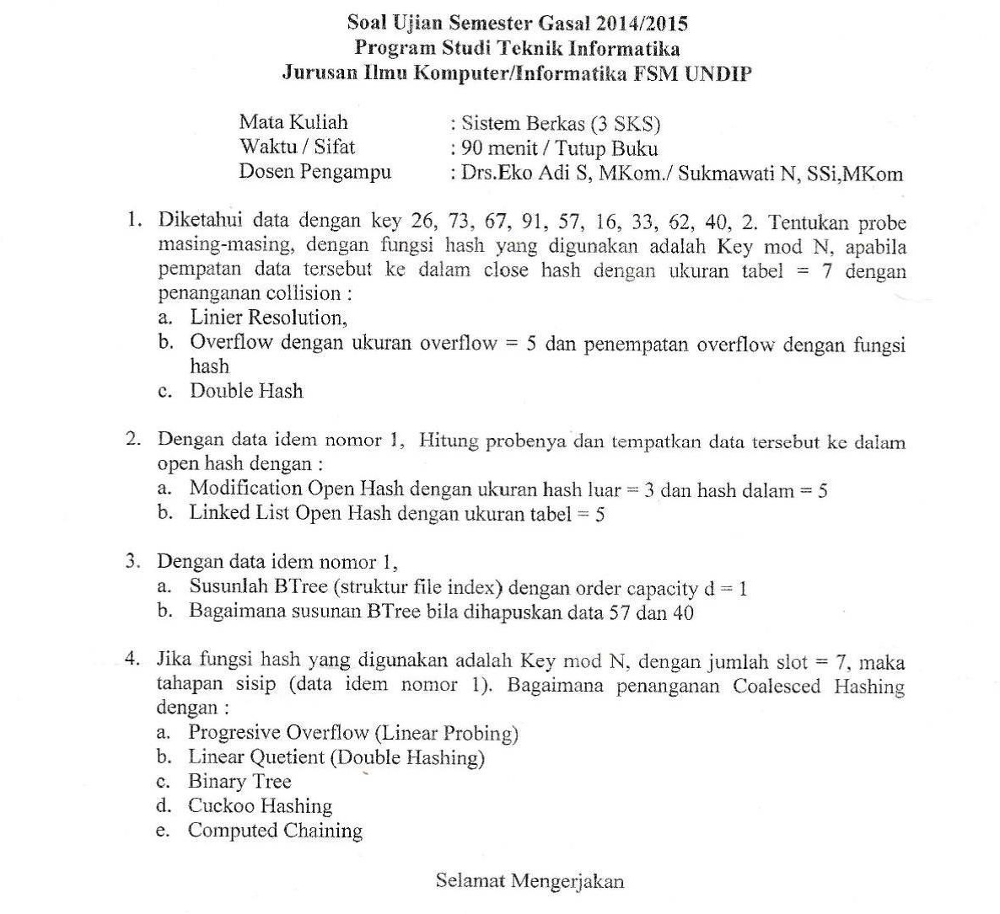 Soal Ujian Semester Gasal 2014/2015
Program Studi Teknik Informatika
Jurusan Ilmu Komputer/Informatika FSM UNDIP
Mata Kuliah : Sistem Berkas (3 SKS)
Waktu / Sifat : 90 menit / Tutup Buku
Dosen Pengampu : Drs.Eko Adi S, MKom./ Sukmawati N, SSi,MKom
1. Diketahui data dengan key 26, 73, 67, 91, 57, 16, 33, 62, 40, 2. Tentukan probe
masing-masing, dengan fungsi hash yang digunakan adalah Key mod N, apabila
pempatan data tersebut ke dalam close hash dengan ukuran tabel = 7 dengan
penanganan collision :
a. Linier Resolution,
b. Overflow dengan ukuran overflow = 5 dan penempatan overflow dengan fungsi
hash
c. Double Hash
2. Dengan data idem nomor 1, Hitung probenya dan tempatkan data tersebut ke dalam
open hash dengan :
a. Modification Open Hash dengan ukuran hash luar = 3 dan hash dalam = 5
b. Linked List Open Hash dengan ukuran tabel = 5
3. Dengan data idem nomor 1,
a. Susunlah BTree (struktur file index) dengan order capacity d = 1
b. Bagaimana susunan BTree bila dihapuskan data 57 dan 40
4. Jika fungsi hash yang digunakan adalah Key mod N, dengan jumlah slot = 7, maka
tahapan sisip (data idem nomor 1). Bagaimana penanganan Coalesced Hashing
dengan :
a. Progresive Overflow (Linear Probing)
b. Linear Quetient (Double Hashing)
c. Binary Tree
d. Cuckoo Hashing
e. Computed Chaining
Selamat Mengerjakan